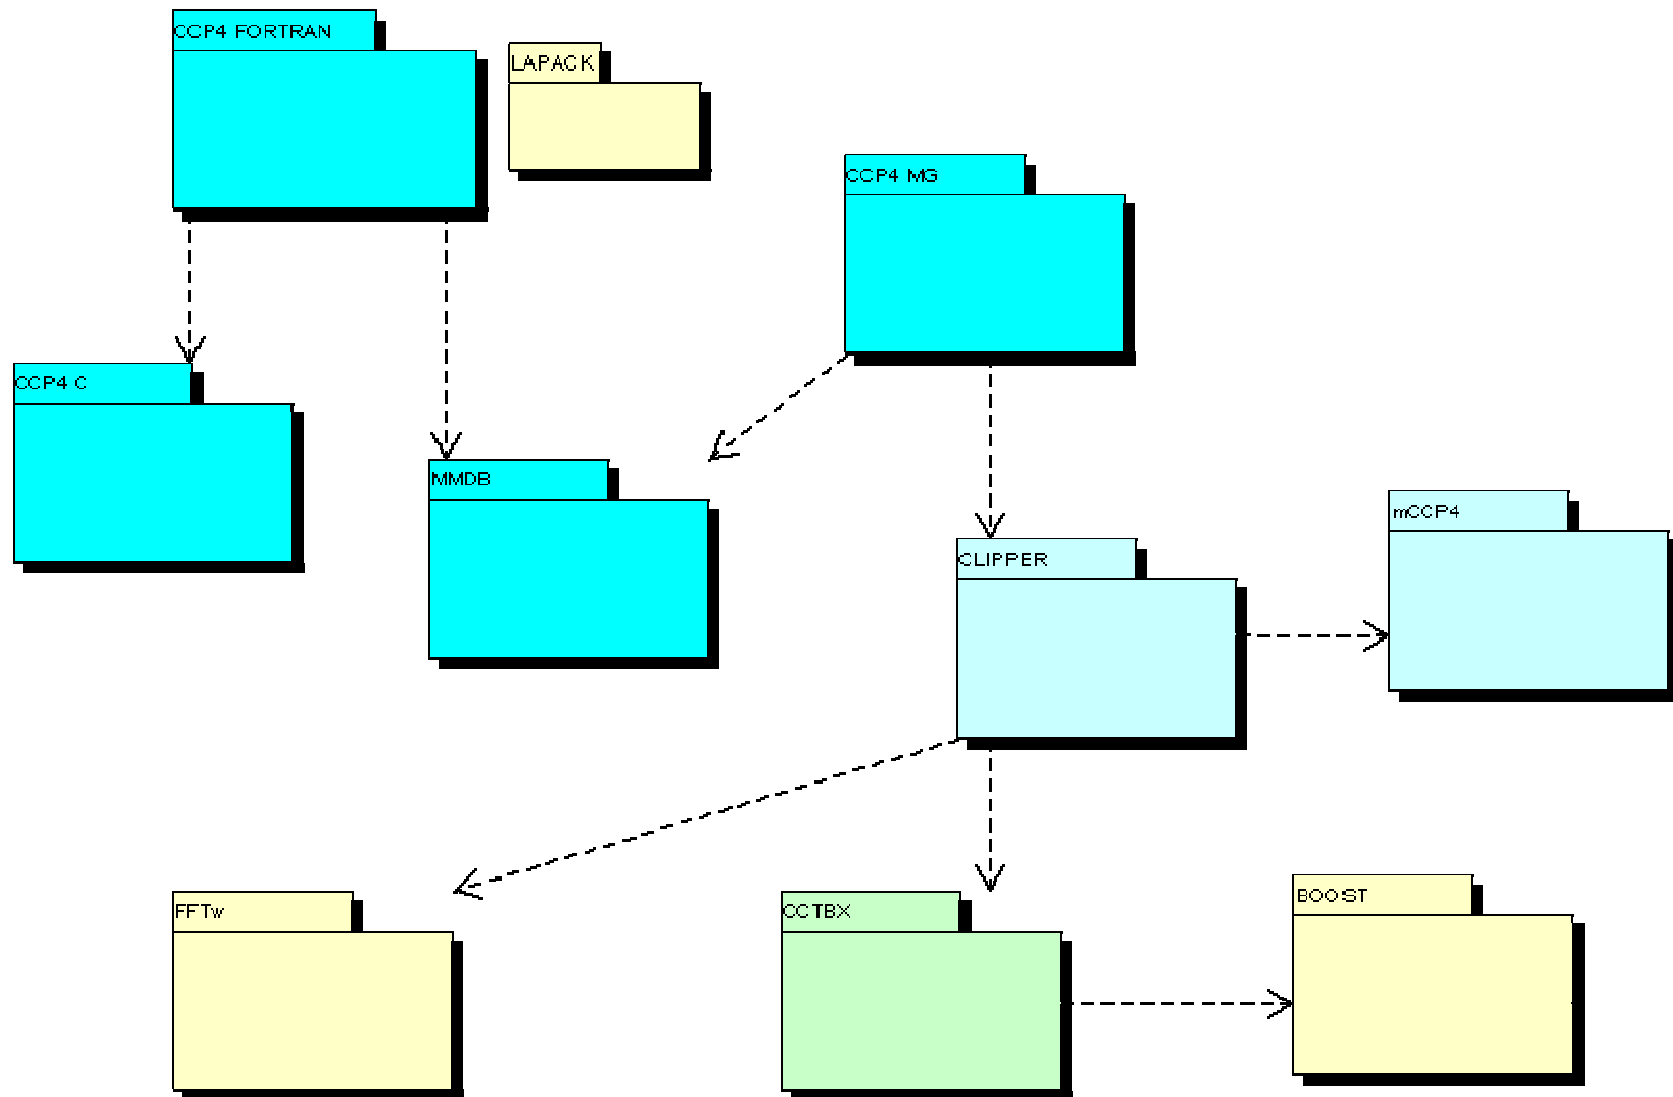 CCP4 FORTRAN
LAPACK
CCP4 MG
CCP4 C
MMDB
mCCP4
CLIPPER
FFTw
CCTBX
BOOST